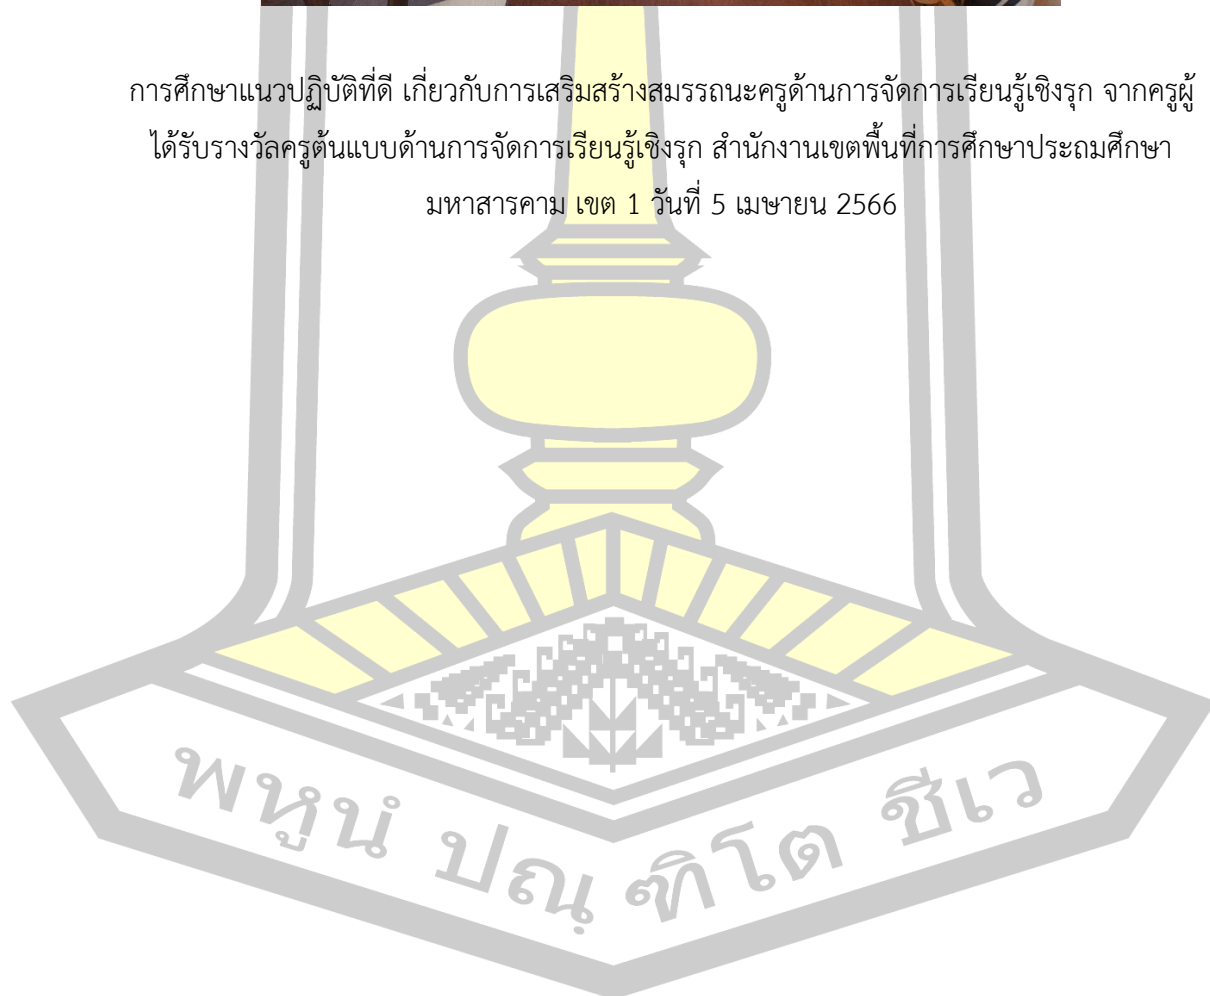 การศึกษาแนวปฏิบัติที่ดี เกี่ยวกับการเสริมสร้างสมรรถนะครูด้านการจัดการเรียนรู้เชิงรุก จากครูผู้
ได้รับรางวัลครูต้นแบบด้านการจัดการเรียนรู้เชิงรุก สำนักงานเขตพื้นที่การศึกษาประถมศึกษา
มหาสารคาม เขต 1 วันที่ 5 เมษายน 2566
พหูนํ ปณฺฑิโต ชีเว